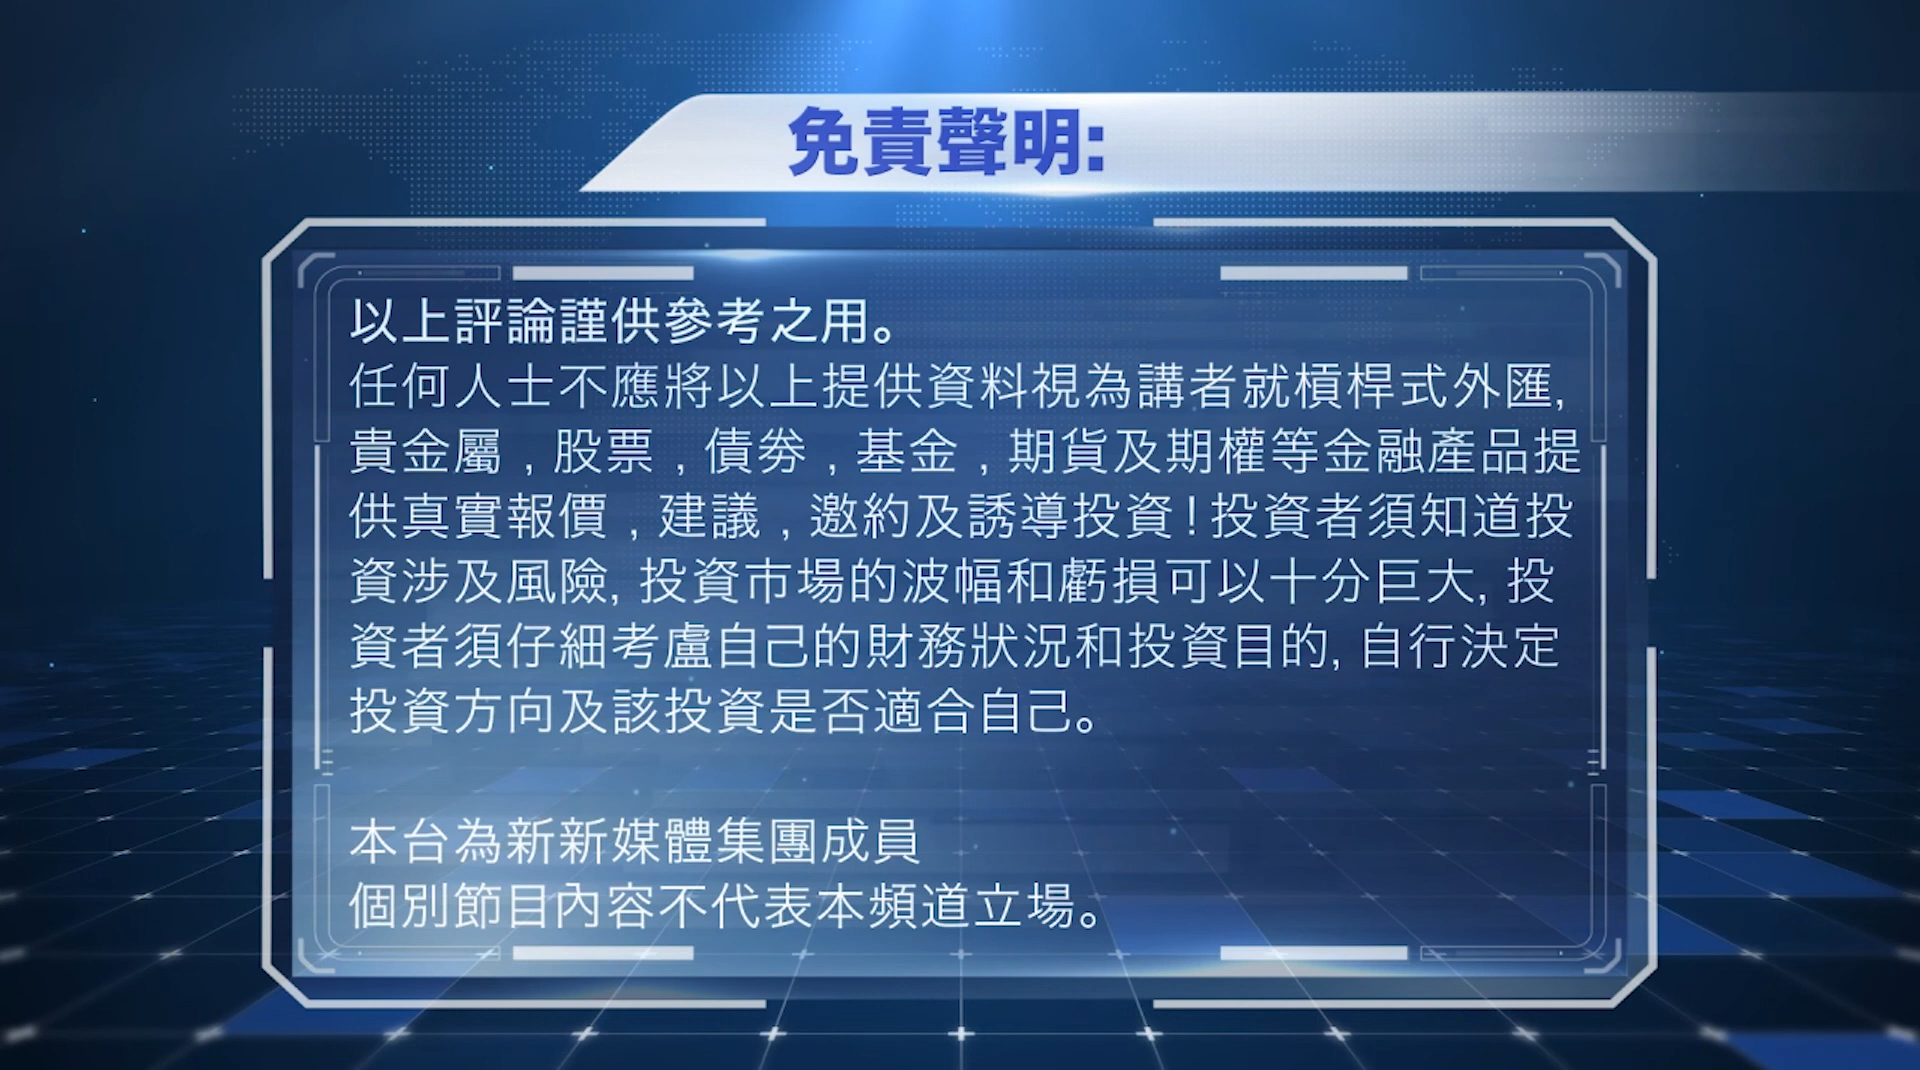 免責聲明:
以上評論謹供參考之用。
任何人士不應將以上提供資料視為講者就槓桿式外匯,
貴金屬，股票，債券，基金，期貨及期權等金融產品提
供真實報價，建議，邀約及誘導投資!投資者須知道投
資涉及風險, 投資市場的波幅和虧損可以十分巨大, 投
資者須仔細考盧自己的財務狀況和投資目的, 自行決定
投資方向及該投資是否適合自己。
本台為新新媒體集團成員
個別節目內容不代表本頻道立場。